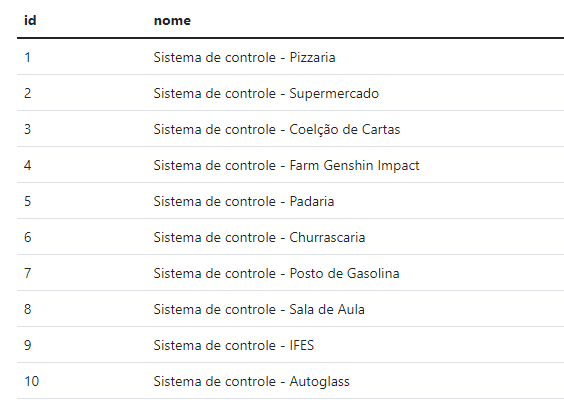 id nome
1 Sistema de controle - Pizzaria
2 Sistema de controle - Supermercado
3 Sistema de controle - Coelção de Cartas
4 Sistema de controle - Farm Genshin Impact
5 Sistema de controle - Padaria
6 Sistema de controle - Churrascaria
7 Sistema de controle - Posto de Gasolina
8 Sistema de controle - Sala de Aula
9 Sistema de controle - IFES
10 Sistema de controle - Autoglass